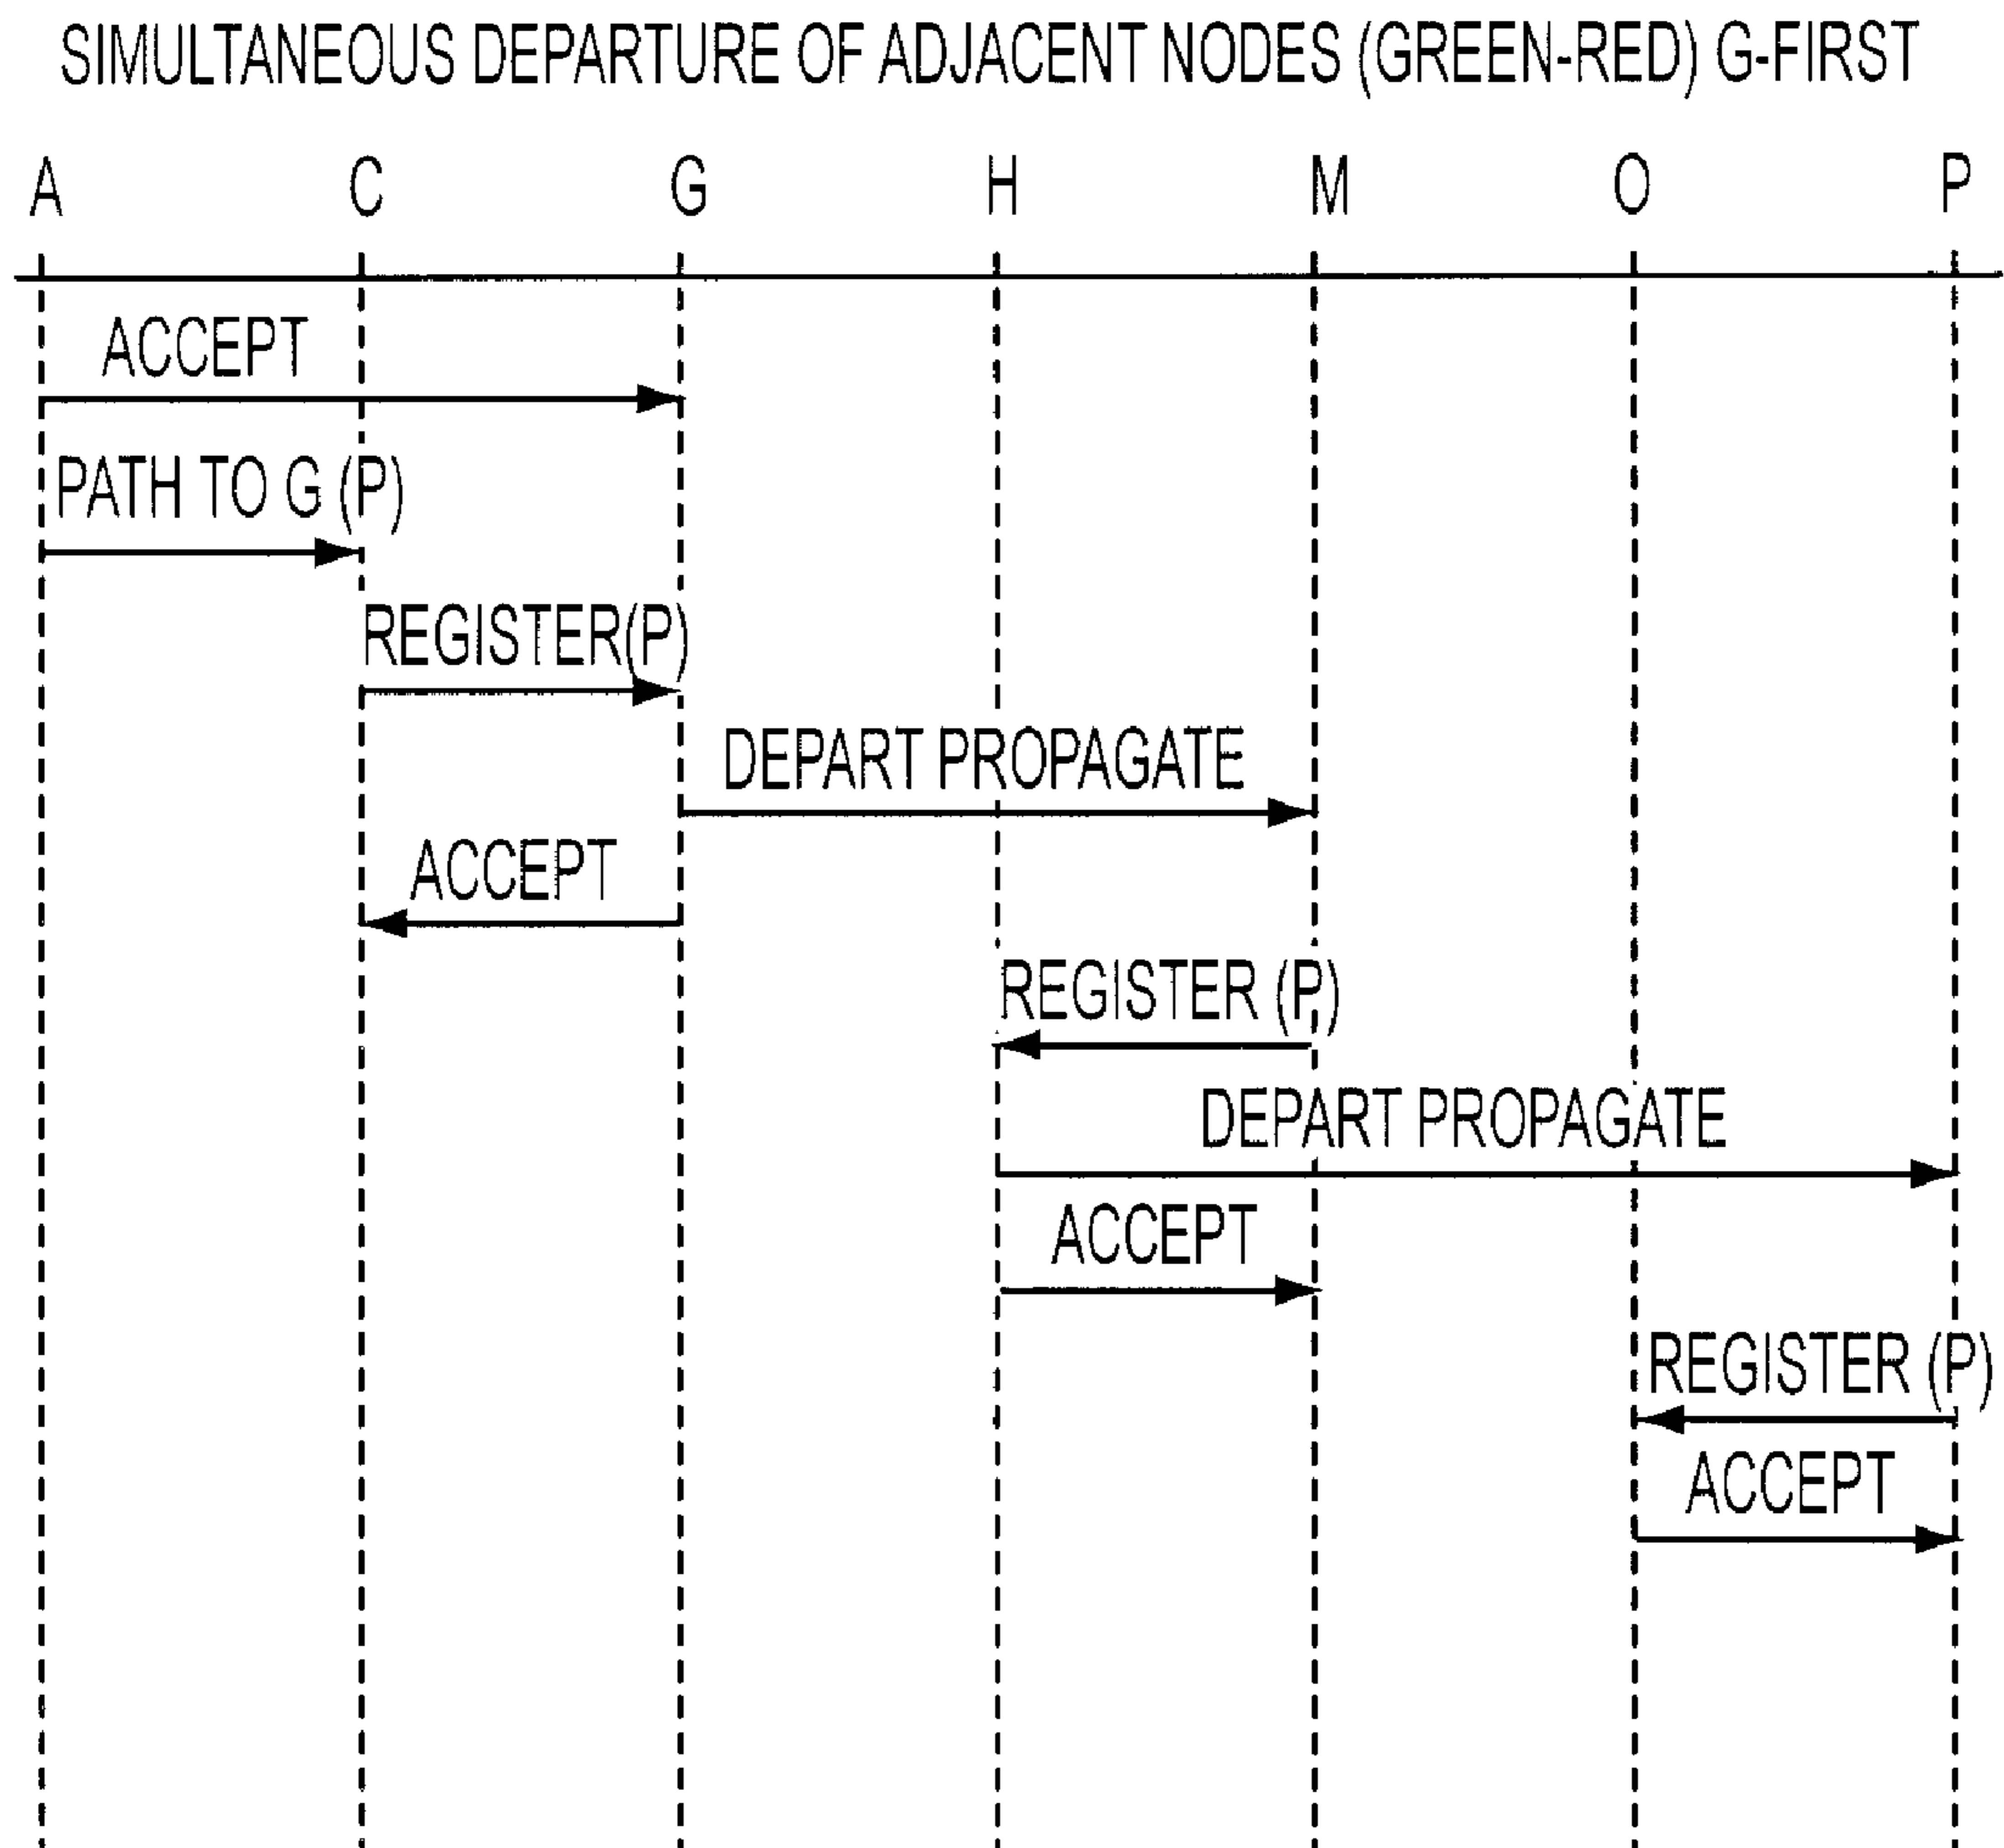 SIMULTANEOUS DEPARTURE OF ADJACENT NODES (GREEN-RED) G-FIRST
A C G H M O P
ACCEPT
PATH TO G (P)
REGISTER(P)
DEPART PROPAGATE
ACCEPT
REGISTER (P)
DEPART PROPAGATE
ACCEPT
REGISTER (P)
ACCEPT